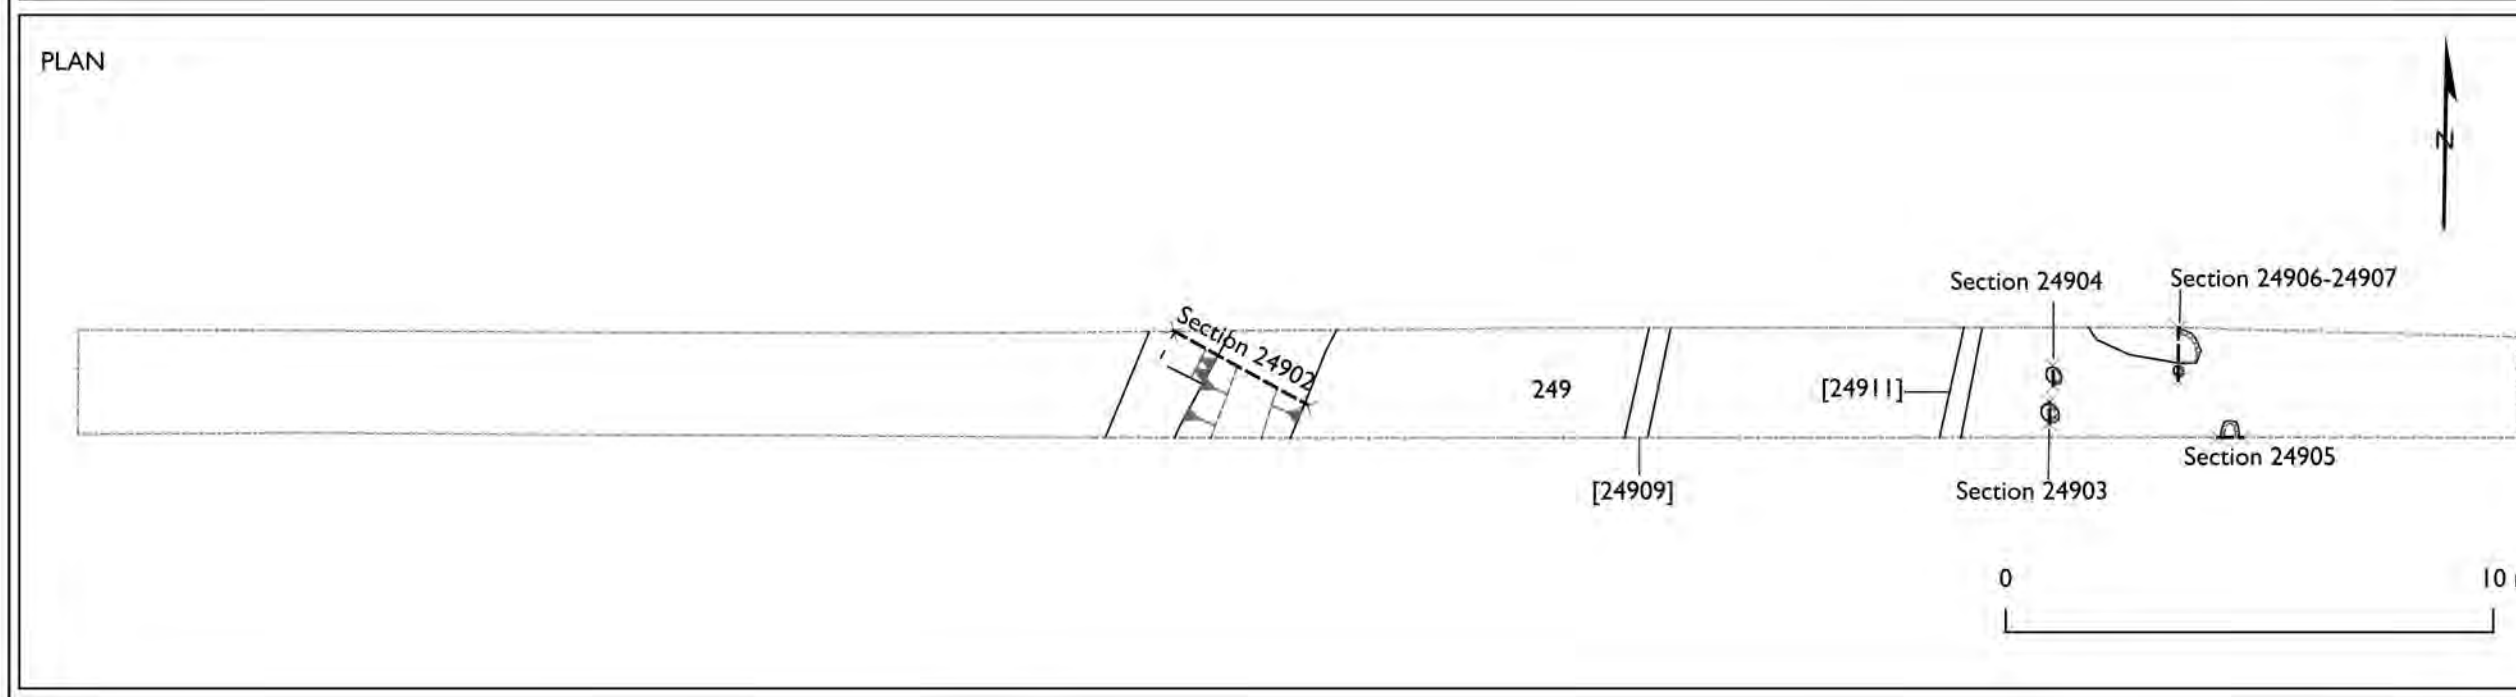 PLAN
N
Section 24904
Section 24906-24907
Section 24902
249
[24911]
Section 24905
[24909]
Section 24903
0
10